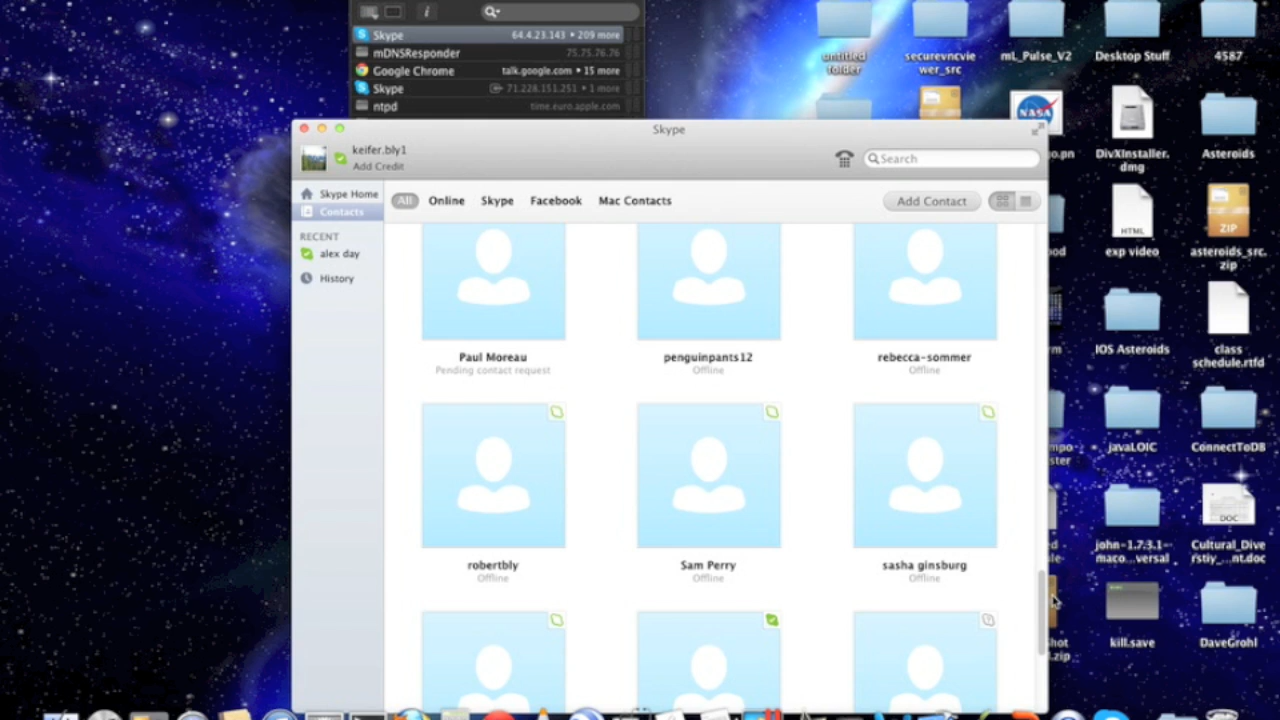 Skype 64.4.23.143 • 209 more
mDNSResponder 75.75.76.76
Google Chrome talk.google.com • 15 more
Skype 71.228.151.251 • 1 more
ntpd time.euro.apple.com
untitled folder
securevncviewer_src
mL_Pulse_V2
Desktop Stuff
4587
NASA
DivXInstaller.dmg
Asteroids
Skype
keifer.bly1
Add Credit
Search
Skype Home
Contacts
RECENT
alex day
History
All Online Skype Facebook Mac Contacts
Add Contact
Paul Moreau
Pending contact request
penguinpants12
Offline
rebecca-sommer
Offline
robertbly
Offline
Sam Perry
Offline
sasha ginsburg
Offline
HTML
exp video
ZIP
asteroids_src.zip
IOS Asteroids
class schedule.rtfd
javaLOIC
ConnectToDB
john-1.7.3.1-maco...versal
DOC
Cultural_Diverstiy_...nt.doc
kill.save
DaveGrohl